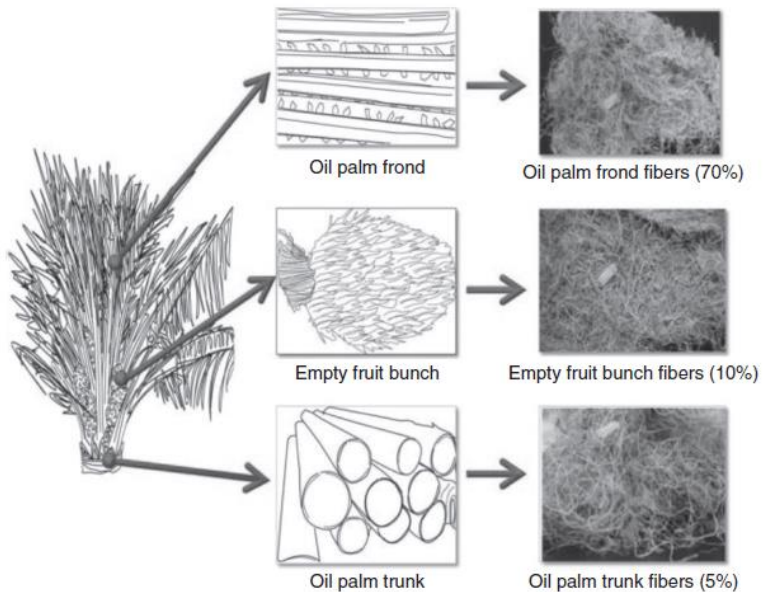 Oil palm frond
Oil palm frond fibers (70%)
Empty fruit bunch
Empty fruit bunch fibers (10%)
Oil palm trunk
Oil palm trunk fibers (5%)